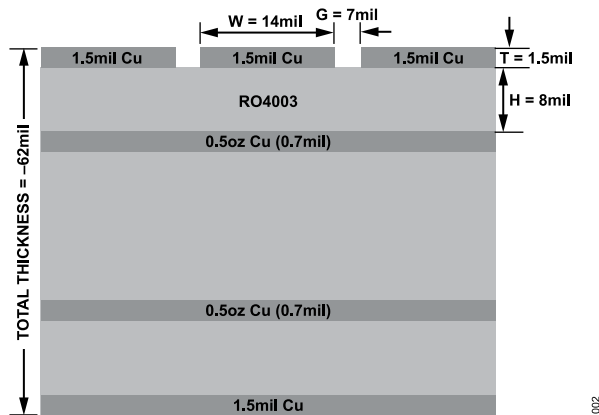 W = 14mil
G = 7mil
1.5mil Cu
1.5mil Cu
1.5mil Cu
T = 1.5mil
RO4003
H = 8mil
0.5oz Cu (0.7mil)
TOTAL THICKNESS = –62mil
0.5oz Cu (0.7mil)
1.5mil Cu
002